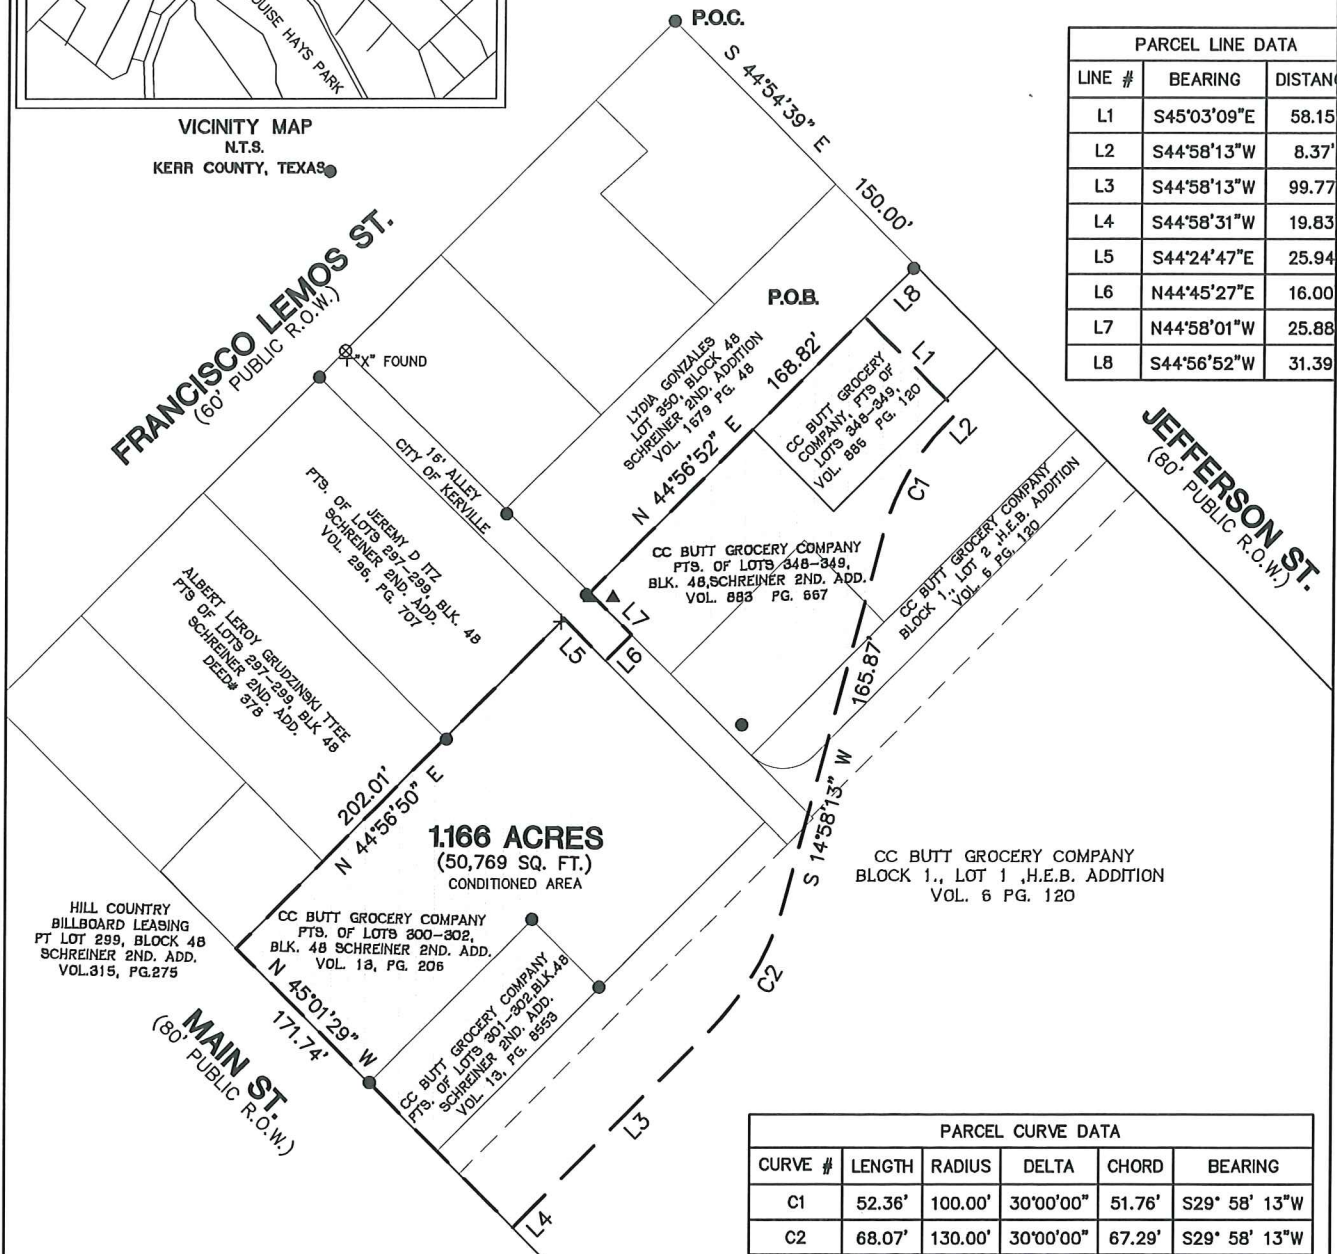 OUISE HAYS PARK
VICINITY MAP
N.T.S.
KERR COUNTY, TEXAS
P.O.C.
S 44°54'39" E
150.00'
PARCEL LINE DATA
LINE # BEARING DISTAN
L1 S45°03'09"E 58.15
L2 S44°58'13"W 8.37'
L3 S44°58'13"W 99.77
L4 S44°58'31"W 19.83
L5 S44°24'47"E 25.94
L6 N44°45'27"E 16.00
L7 N44°58'01"W 25.88
L8 S44°56'52"W 31.39
FRANCISCO LEMOS ST.
(60' PUBLIC R.O.W.)
"X" FOUND
16' ALLEY
CITY OF KERVILLE
P.O.B.
L8
L1
L2
C1
LYDIA GONZALES
LOT 350, BLOCK 48
SCHREINER 2ND. ADDITION
VOL. 1679 PG. 48
168.82'
N 44°56'52" E
CC BUTT GROCERY
COMPANY, PTS OF
LOTS 348-349,
VOL. 885 PG. 120
JEFFERSON ST.
(80' PUBLIC R.O.W.)
JEREMY D ITZ
PTS. OF LOTS 297-299, BLK. 48
SCHREINER 2ND. ADD.
VOL. 296, PG. 707
CC BUTT GROCERY COMPANY
PTS. OF LOTS 348-349,
BLK. 48,SCHREINER 2ND. ADD.
VOL. 883 PG. 667
CC BUTT GROCERY COMPANY
BLOCK 1., LOT 2 ,H.E.B. ADDITION
VOL. 6 PG. 120
ALBERT LEROY GRUDZINSKI TTEE
PTS OF LOTS 297-299, BLK 48
SCHREINER 2ND. ADD.
DEED# 378
L7
L5
L6
165.87'
S 14°58'13" W
202.01'
N 44°56'50" E
1.166 ACRES
(50,769 SQ. FT.)
CONDITIONED AREA
CC BUTT GROCERY COMPANY
BLOCK 1., LOT 1 ,H.E.B. ADDITION
VOL. 6 PG. 120
HILL COUNTRY
BILLBOARD LEASING
PT LOT 299, BLOCK 48
SCHREINER 2ND. ADD.
VOL.315, PG.275
CC BUTT GROCERY COMPANY
PTS. OF LOTS 300-302,
BLK. 48 SCHREINER 2ND. ADD.
VOL. 13, PG. 206
C2
N 45°01'29" W
171.74'
MAIN ST.
(80' PUBLIC R.O.W.)
CC BUTT GROCERY COMPANY
PTS. OF LOTS 301-302,BLK.48
SCHREINER 2ND. ADD.
VOL. 13, PG. 8553
L3
L4
PARCEL CURVE DATA
CURVE # LENGTH RADIUS DELTA CHORD BEARING
C1 52.36' 100.00' 30°00'00" 51.76' S29° 58' 13"W
C2 68.07' 130.00' 30°00'00" 67.29' S29° 58' 13"W